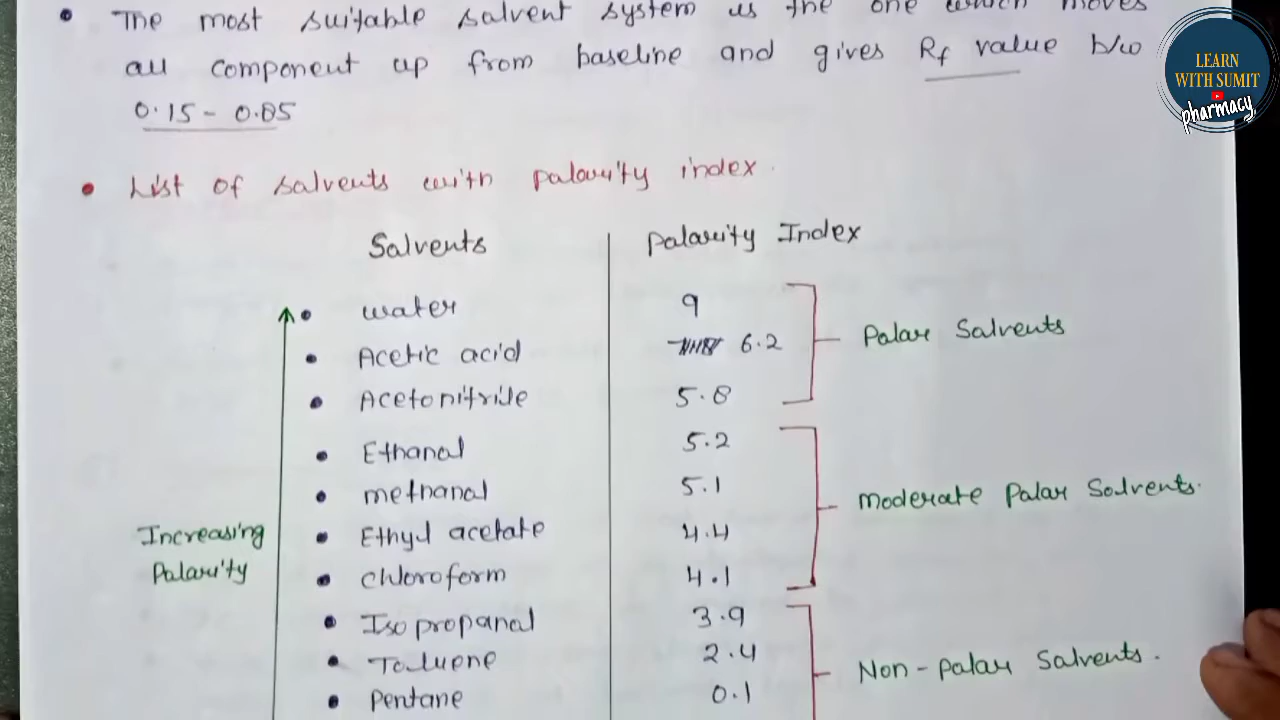 • The most suitable solvent system is the one which moves
all component up from baseline and gives Rf value b/w
0.15 - 0.85
LEARN
WITH SUMIT
pharmacy
• List of solvents with polarity index.
Solvents Polarity Index
• water 9
• Acetic acid 6.2
Polar Solvents
• Acetonitrile 5.8
• Ethanol 5.2
• methanol 5.1
Moderate Polar Solvents.
• Ethyl acetate 4.4
Increasing
Polarity
• Chloroform 4.1
• Isopropanol 3.9
• Toluene 2.4
Non-polar Solvents.
• Pentane 0.1